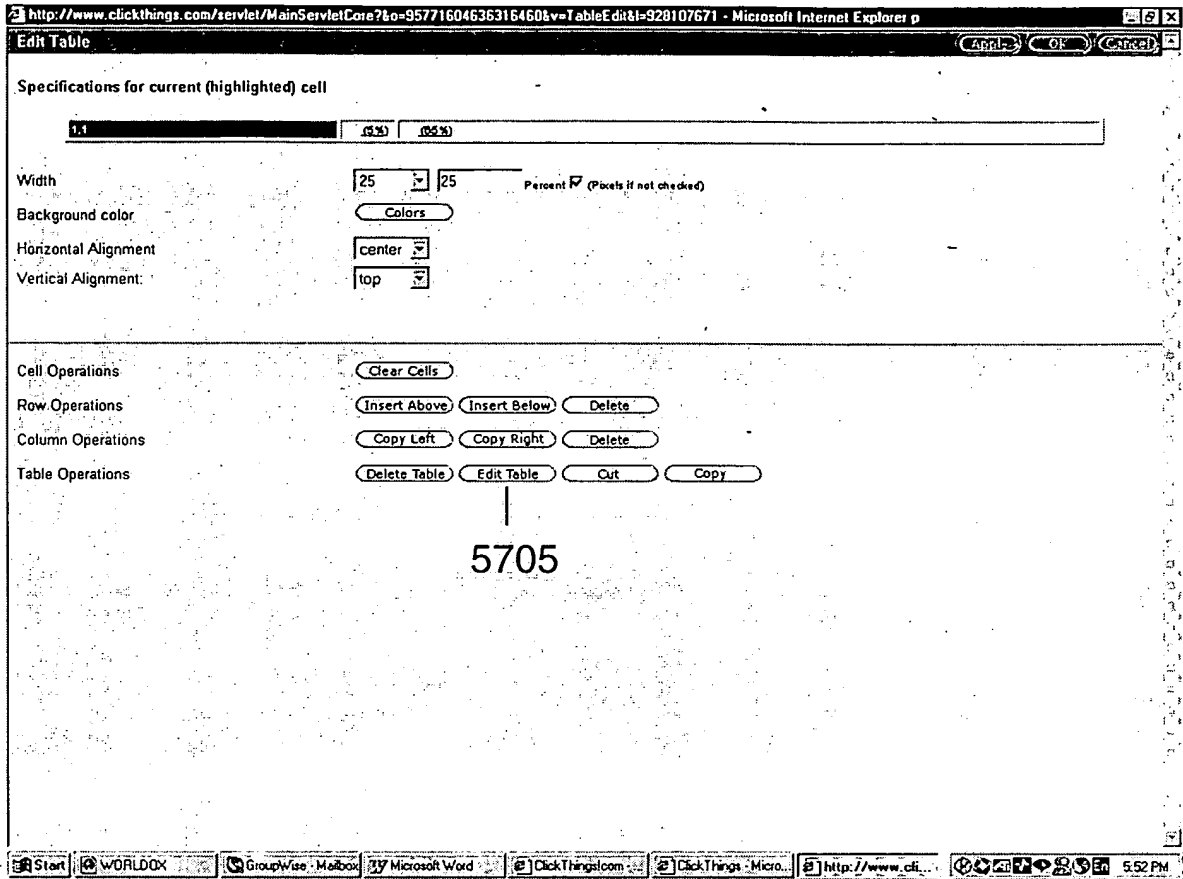 http://www.clickthings.com/servlet/MainServletCore?&o=95771604636316460&v=TableEdit&l=928107671 - Microsoft Internet Explorer p
Edit Table Apply OK Cancel
Specifications for current (highlighted) cell
1,1 (5%)
Width 25 25 Percent (Pixels if not checked)
Background color Colors
Horizontal Alignment center
Vertical Alignment: top
Cell Operations Clear Cells
Row Operations Insert Above Insert Below Delete
Column Operations Copy Left Copy Right Delete
Table Operations Delete Table Edit Table Cut Copy
5705
Start WORLDOX GroupWise - Mailbox Microsoft Word ClickThings!com - ClickThings - Micro... http://www.cli... En 5:52 PM